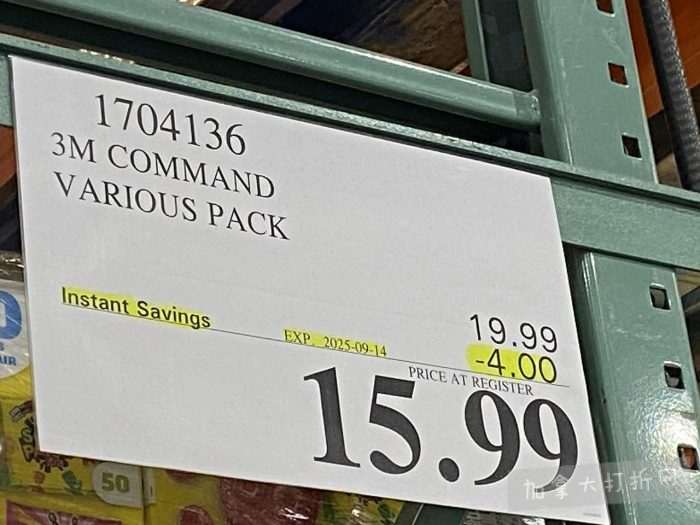 1704136
3M COMMAND
VARIOUS PACK
Instant Savings
19.99
EXP. 2025-09-14
-4.00
PRICE AT REGISTER
15.99
50
加拿大打折